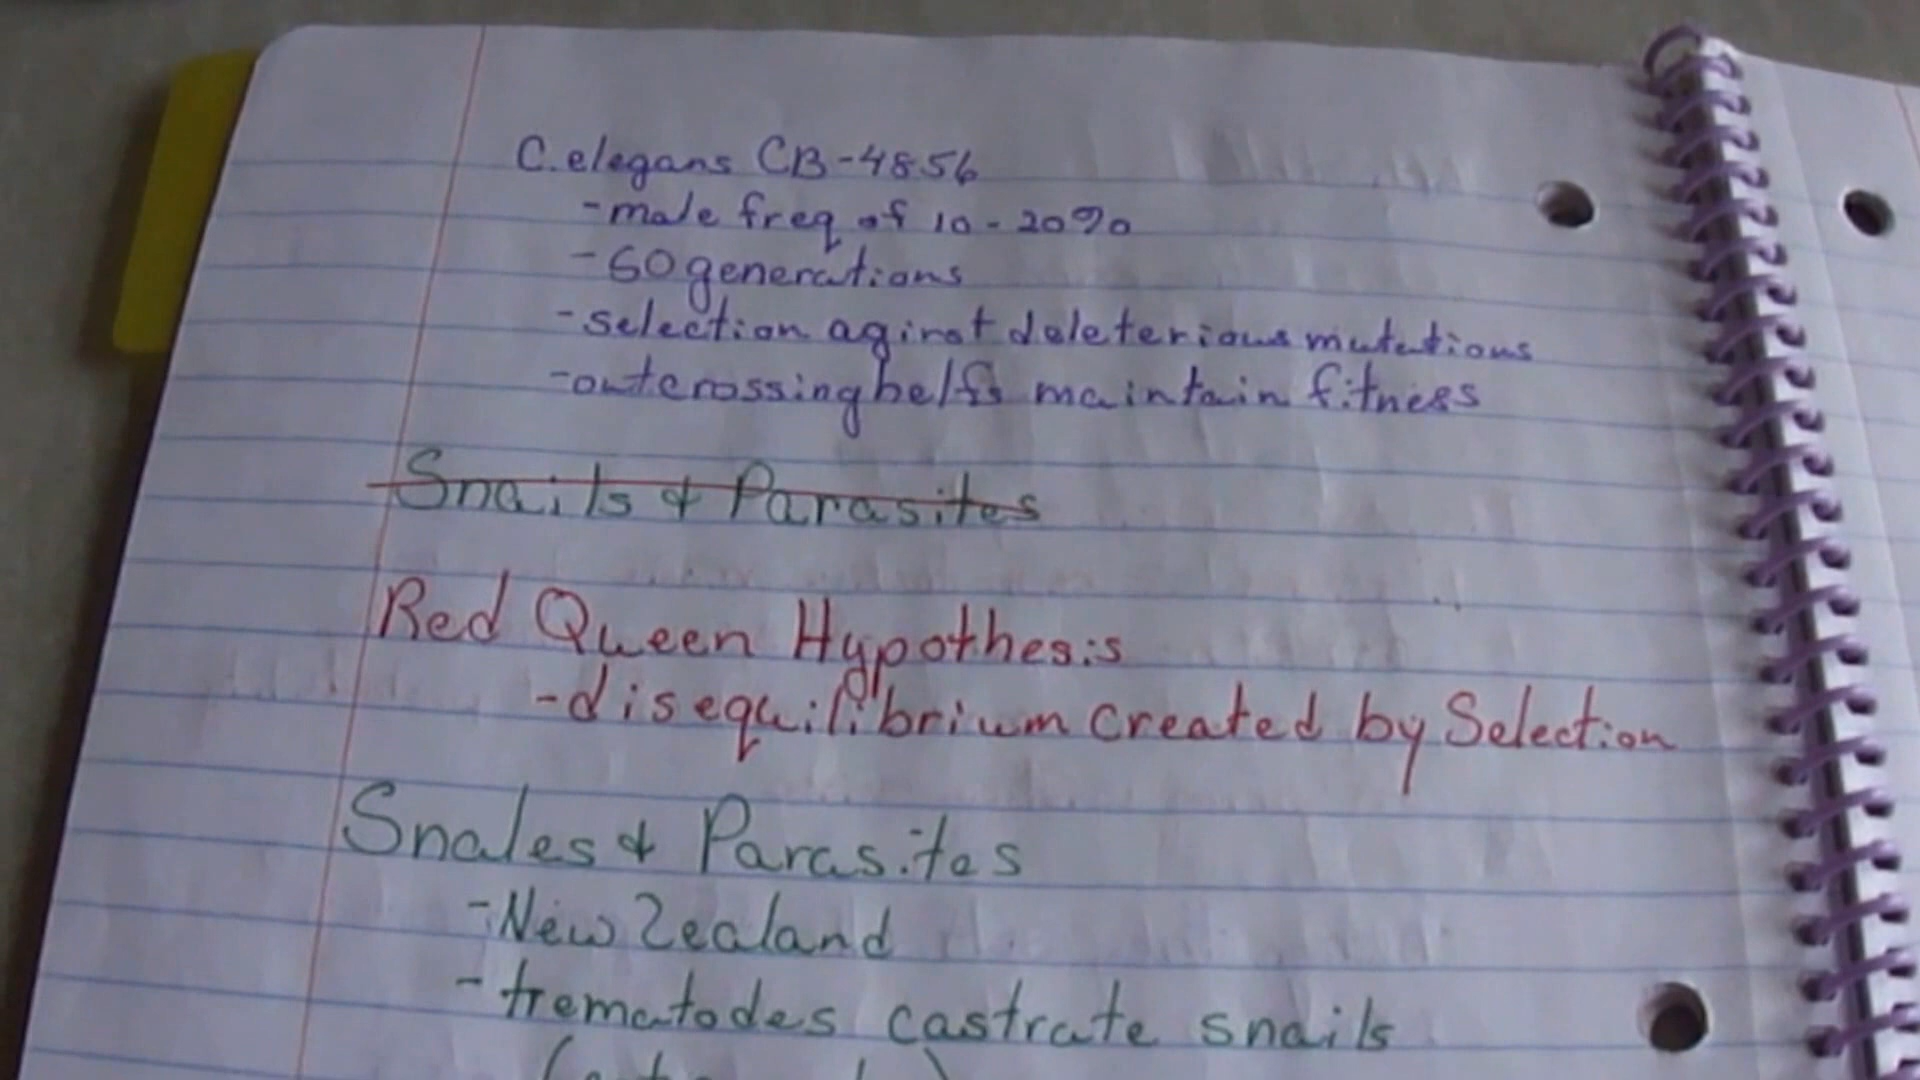 C. elegans CB-4856
-male freq of 10-20%
-60 generations
-selection aginst deleterious mutations
-outcrossing helfs maintain fitness
Snails & Parasites
Red Queen Hypothesis
-disequilibrium created by Selection
Snales & Parasites
-New Zealand
-trematodes castrate snails